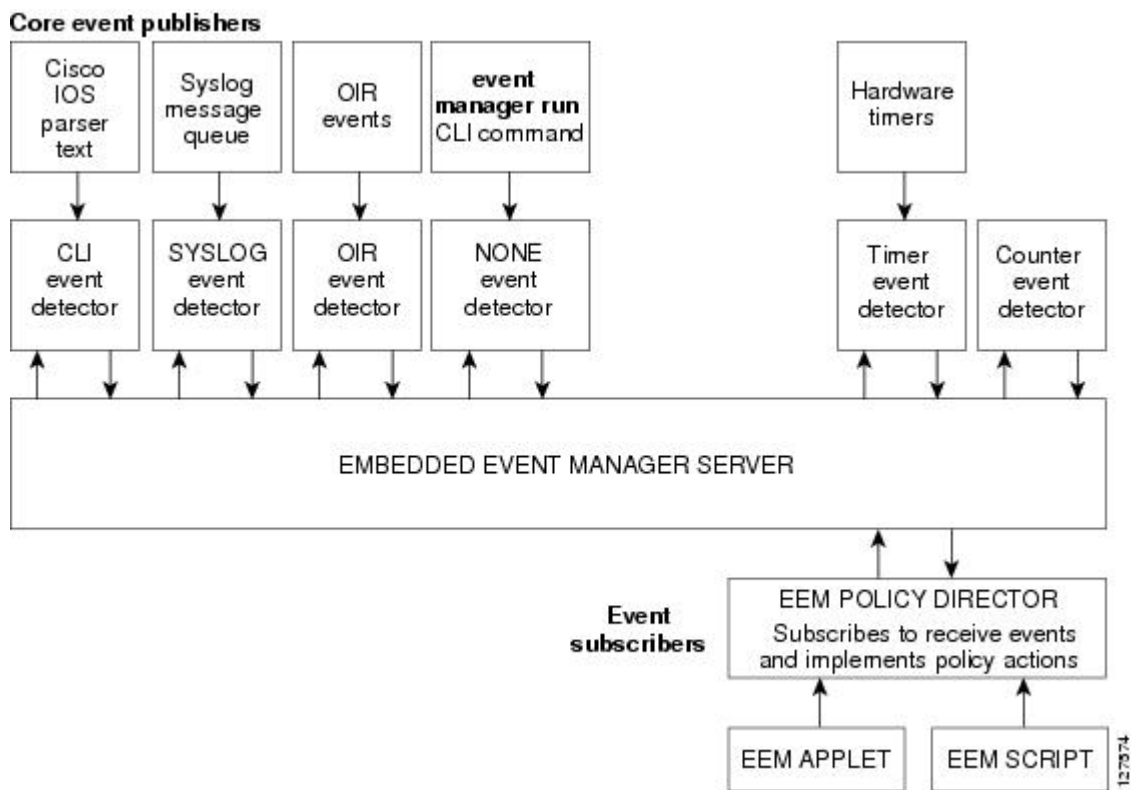 Core event publishers
Cisco
IOS
parser
text
Syslog
message
queue
OIR
events
event
manager run
CLI command
Hardware
timers
CLI
event
detector
SYSLOG
event
detector
OIR
event
detector
NONE
event
detector
Timer
event
detector
Counter
event
detector
EMBEDDED EVENT MANAGER SERVER
Event
subscribers
EEM POLICY DIRECTOR
Subscribes to receive events
and implements policy actions
EEM APPLET
EEM SCRIPT
127574